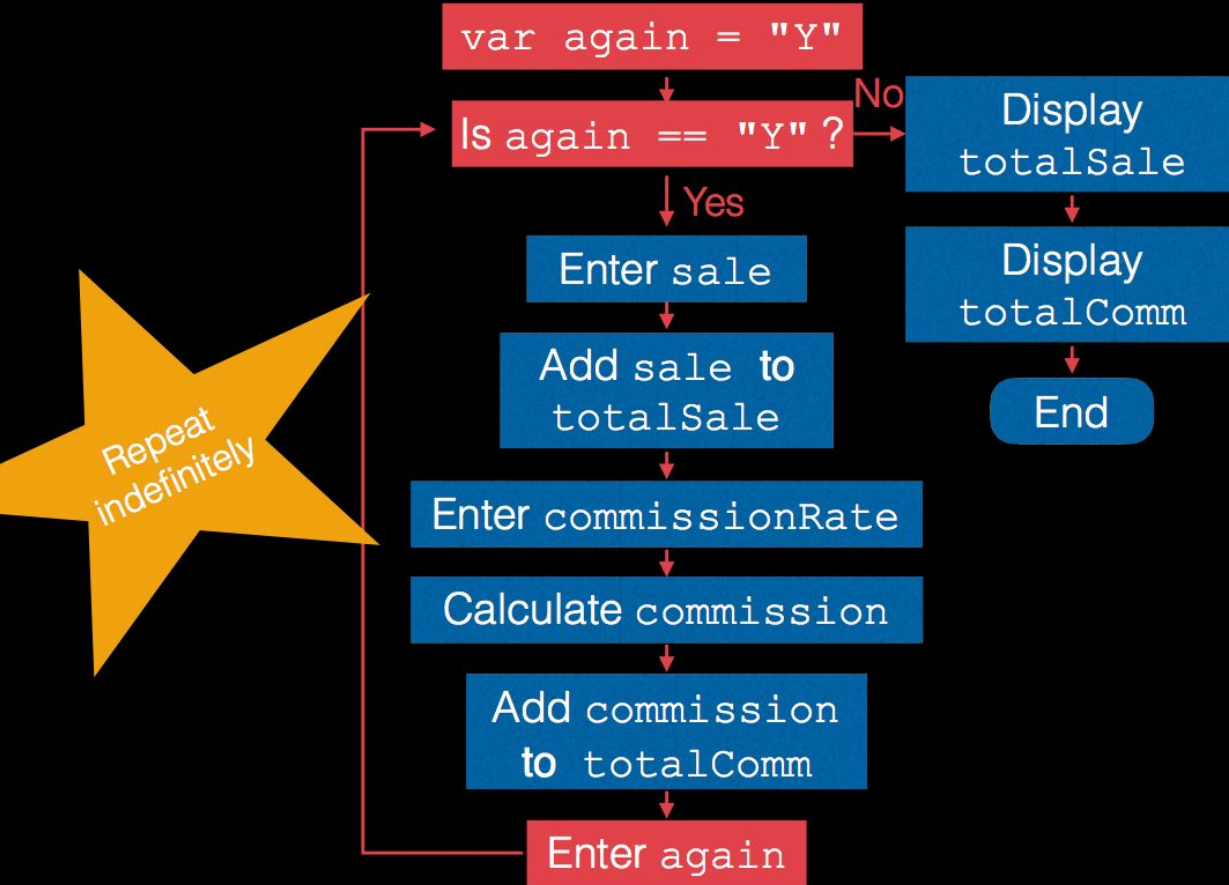 var again = "Y"
Is again == "Y" ?
No
Yes
Enter sale
Add sale to
totalSale
Enter commissionRate
Calculate commission
Add commission
to totalComm
Enter again
Display
totalSale
Display
totalComm
End
Repeat
indefinitely